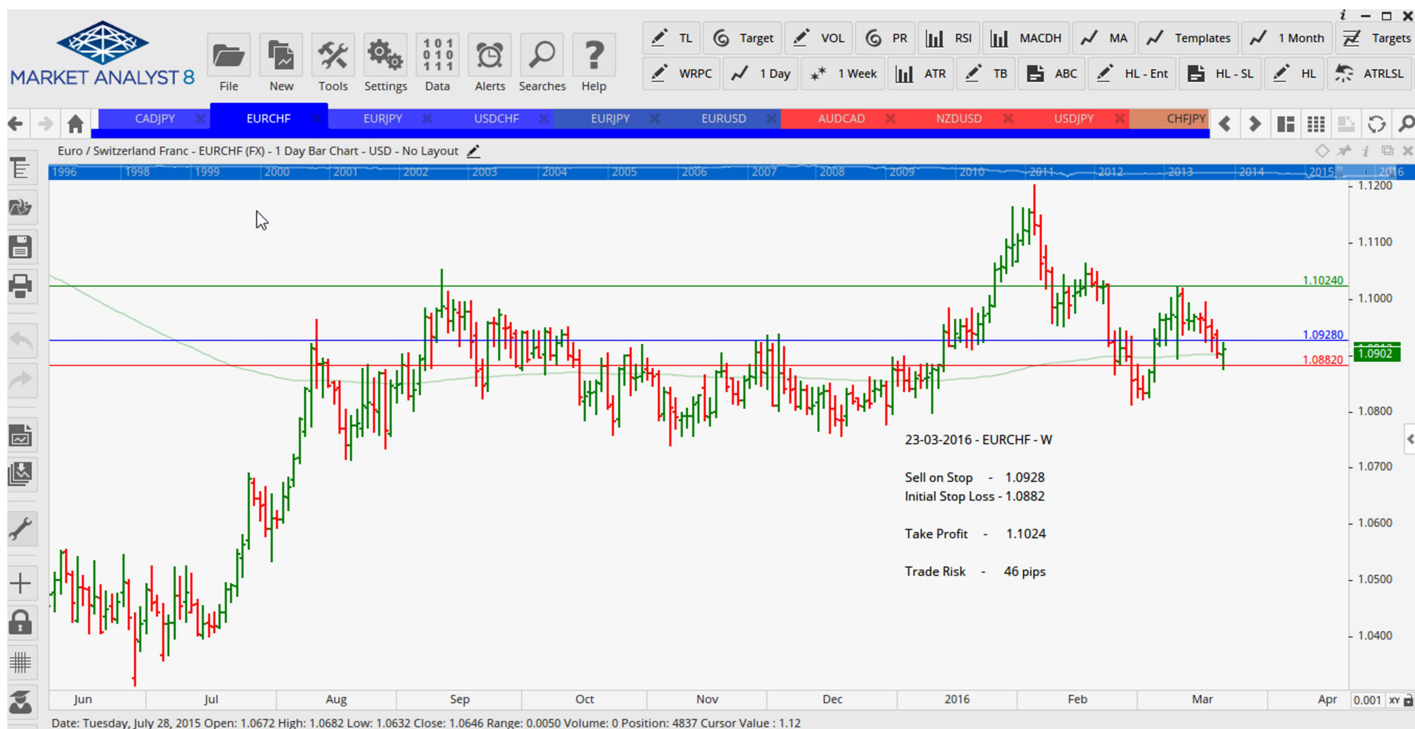 i
MARKET ANALYST 8
File New Tools Settings Data Alerts Searches Help
TL Target VOL PR RSI MACDH MA Templates 1 Month Targets
WRPC 1 Day 1 Week ATR TB ABC HL - Ent HL - SL HL ATRLSL
CADJPY EURCHF EURJPY USDCHF EURJPY EURUSD AUDCAD NZDUSD USDJPY CHFJPY
Euro / Switzerland Franc - EURCHF (FX) - 1 Day Bar Chart - USD - No Layout
1996 1998 1999 2000 2001 2002 2003 2004 2005 2006 2007 2008 2009 2010 2011 2012 2013 2014 2015 2016
1.1200
1.1100
1.10240
1.1000
1.09280
1.0902
1.08820
1.0800
23-03-2016 - EURCHF - W
1.0700
Sell on Stop - 1.0928
Initial Stop Loss - 1.0882
1.0600
Take Profit - 1.1024
Trade Risk - 46 pips
1.0500
1.0400
Jun Jul Aug Sep Oct Nov Dec 2016 Feb Mar Apr 0.001 XY
Date: Tuesday, July 28, 2015 Open: 1.0672 High: 1.0682 Low: 1.0632 Close: 1.0646 Range: 0.0050 Volume: 0 Position: 4837 Cursor Value : 1.12